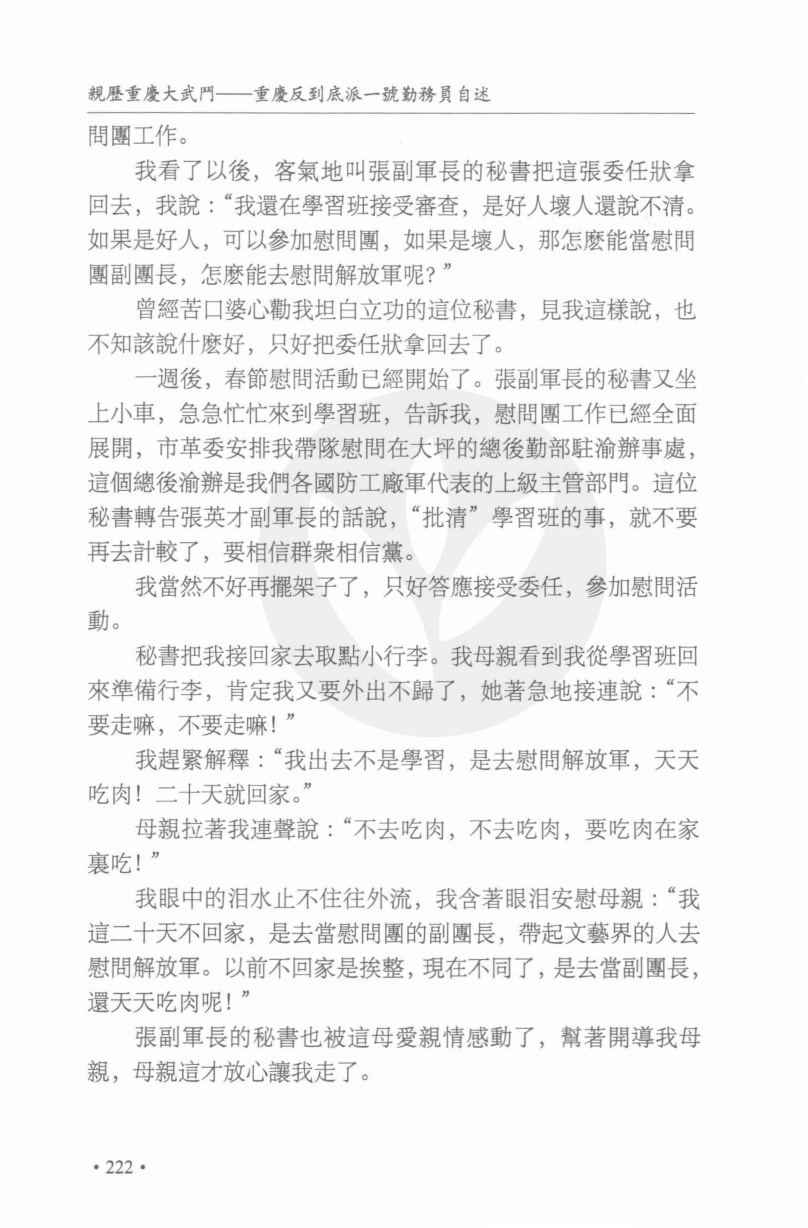 親歷重慶大武鬥——重慶反到底派一號勤務員自述
問團工作。
我看了以後，客氣地叫張副軍長的秘書把這張委任狀拿
回去，我說：“我還在學習班接受審查，是好人壞人還說不清。
如果是好人，可以參加慰問團，如果是壞人，那怎麽能當慰問
團副團長，怎麽能去慰問解放軍呢？”
曾經苦口婆心勸我坦白立功的這位秘書，見我這樣說，也
不知該說什麽好，只好把委任狀拿回去了。
一週後，春節慰問活動已經開始了。張副軍長的秘書又坐
上小車，急急忙忙來到學習班，告訴我，慰問團工作已經全面
展開，市革委安排我帶隊慰問在大坪的總後勤部駐渝辦事處，
這個總後渝辦是我們各國防工廠軍代表的上級主管部門。這位
秘書轉告張英才副軍長的話說，“批清”學習班的事，就不要
再去計較了，要相信群衆相信黨。
我當然不好再擺架子了，只好答應接受委任，參加慰問活
動。
秘書把我接回家去取點小行李。我母親看到我從學習班回
來準備行李，肯定我又要外出不歸了，她著急地接連說：“不
要走嘛，不要走嘛！”
我趕緊解釋：“我出去不是學習，是去慰問解放軍，天天
吃肉！二十天就回家。”
母親拉著我連聲說：“不去吃肉，不去吃肉，要吃肉在家
裏吃！”
我眼中的泪水止不住往外流，我含著眼泪安慰母親：“我
這二十天不回家，是去當慰問團的副團長，帶起文藝界的人去
慰問解放軍。以前不回家是挨整，現在不同了，是去當副團長，
還天天吃肉呢！”
張副軍長的秘書也被這母愛親情感動了，幫著開導我母
親，母親這才放心讓我走了。
·222·